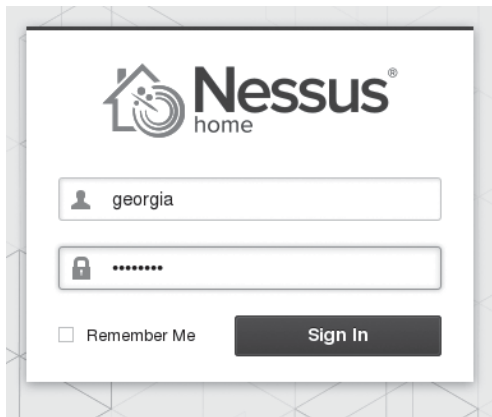 Nessus®
home
georgia
••••••••
Remember Me
Sign In